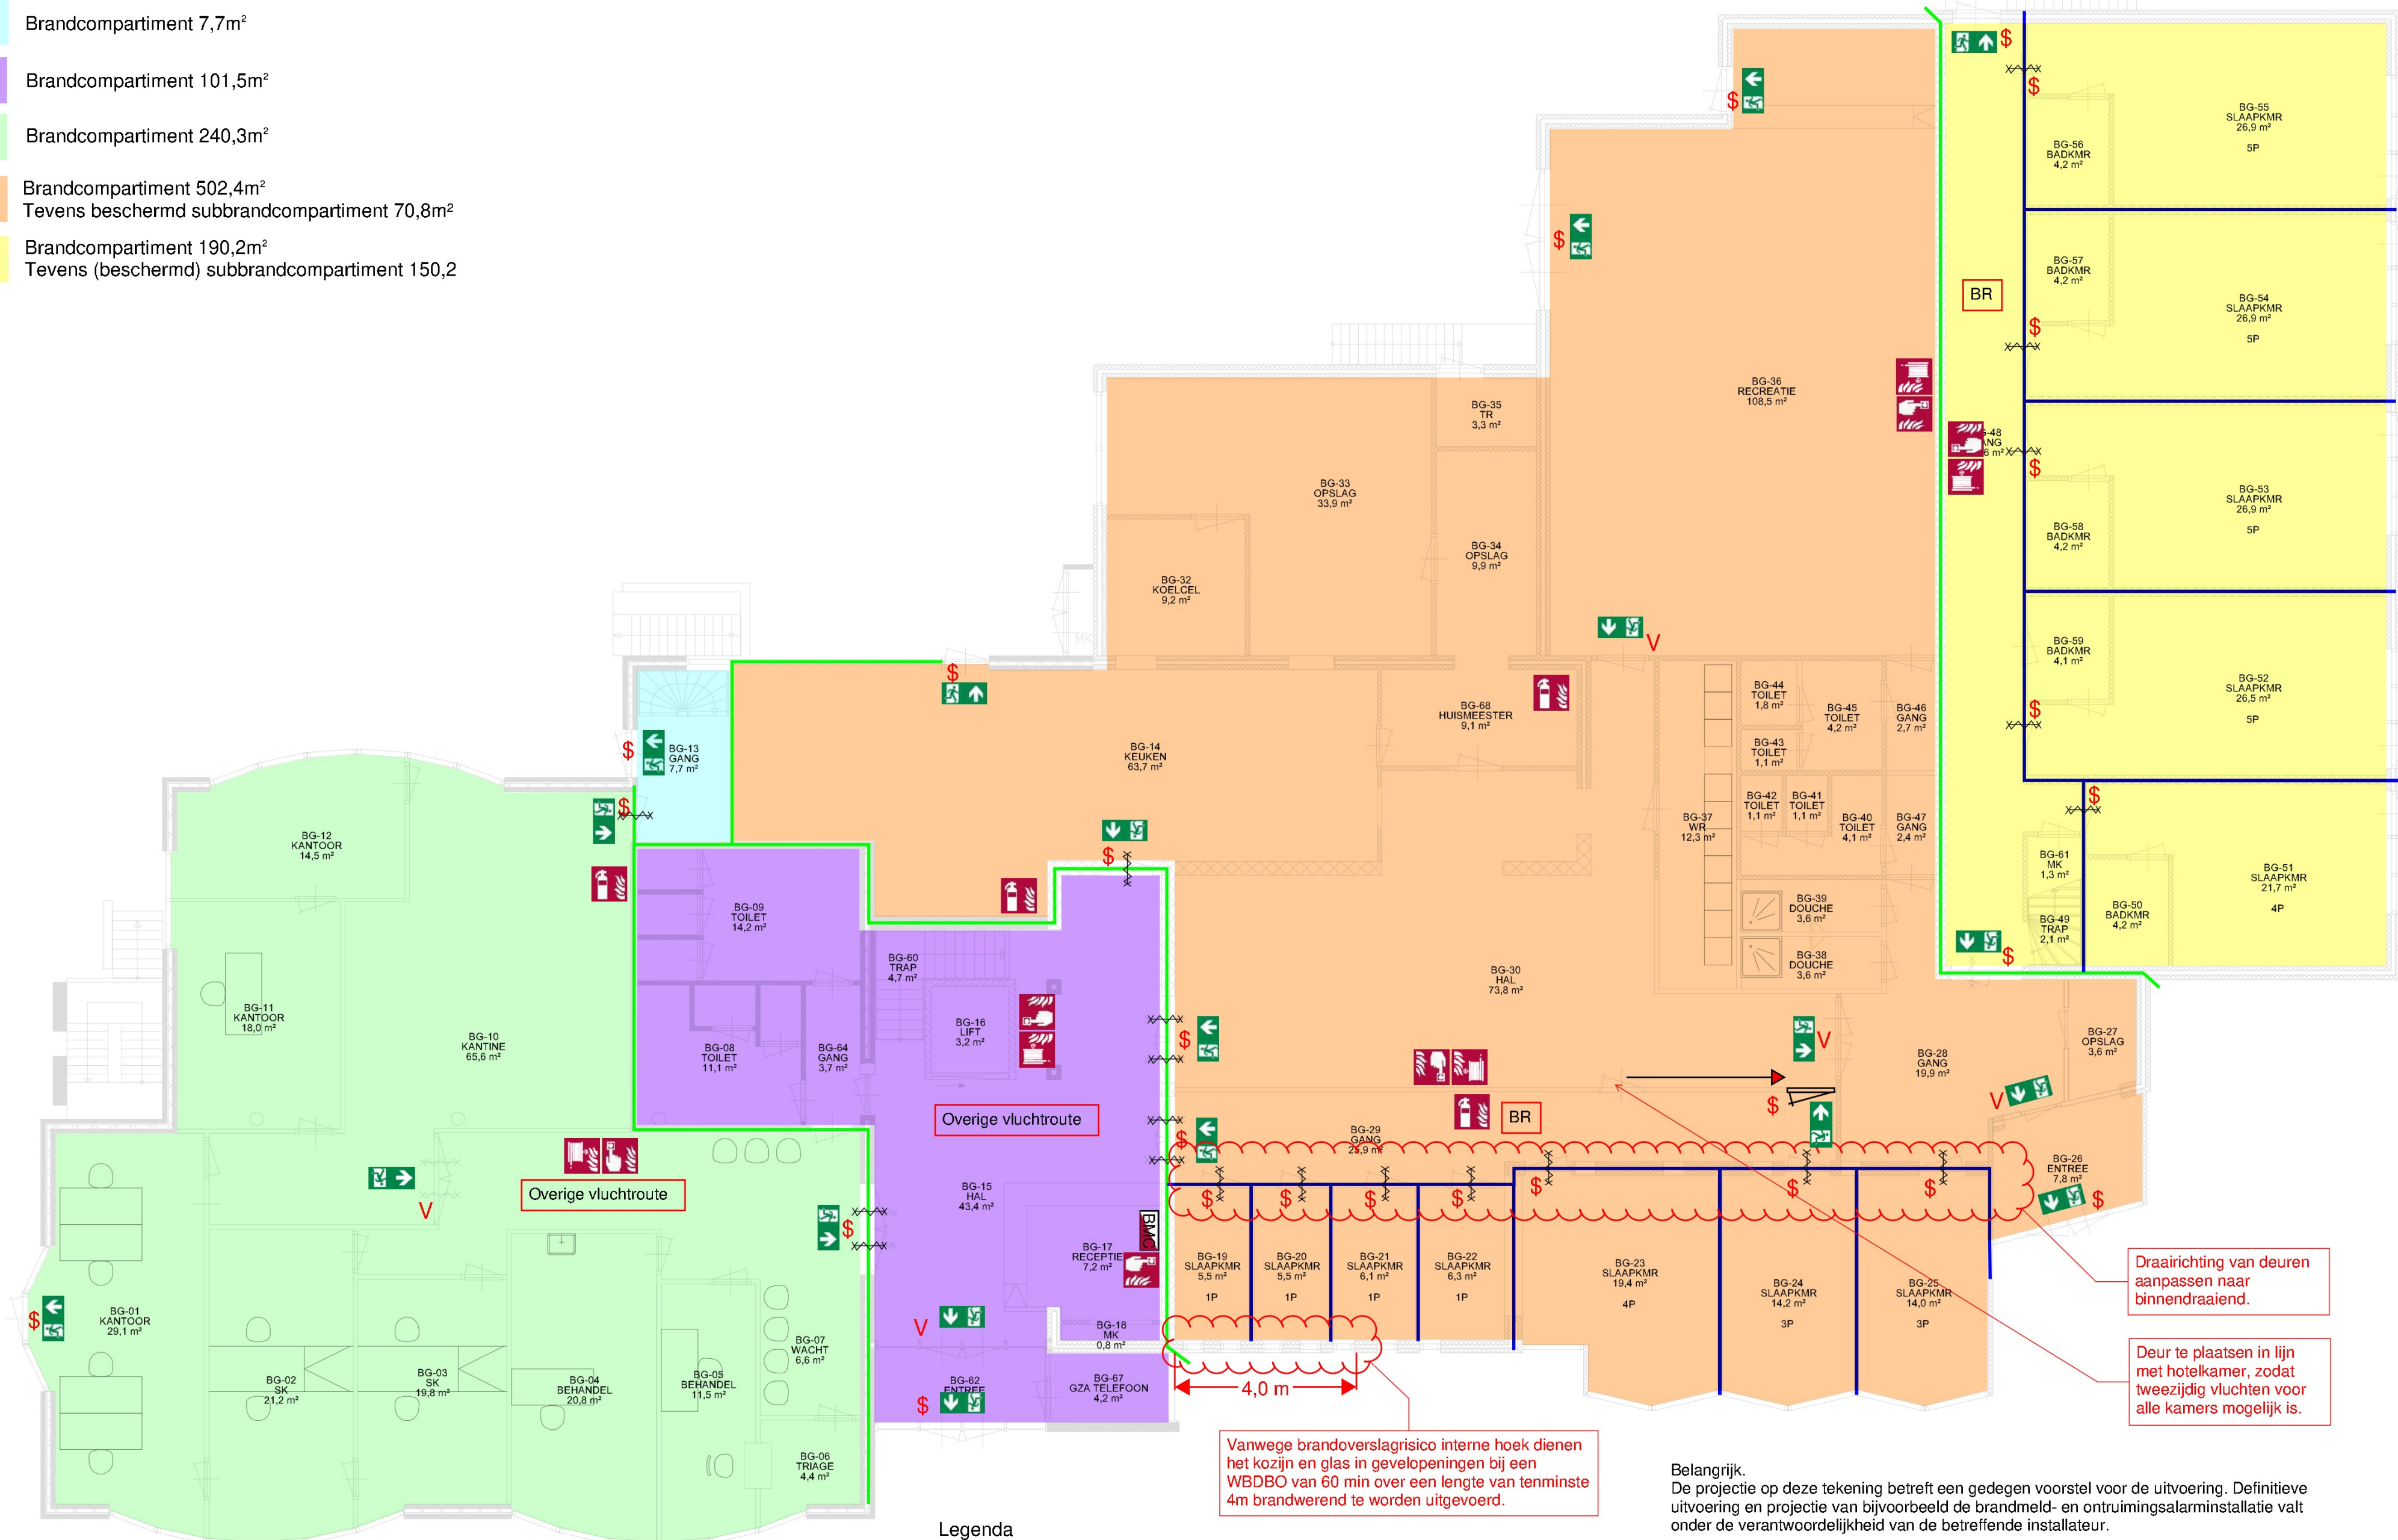 Brandcompartiment 7,7m²
Brandcompartiment 101,5m²
Brandcompartiment 240,3m²
Brandcompartiment 502,4m²
Tevens beschermd subbrandcompartiment 70,8m²
Brandcompartiment 190,2m²
Tevens (beschermd) subbrandcompartiment 150,2
BG-55
SLAAPKMR
26,9 m²
5P
BG-56
BADKMR
4,2 m²
BG-57
BADKMR
4,2 m²
BR
BG-54
SLAAPKMR
26,9 m²
5P
BG-36
RECREATIE
108,5 m²
BG-35
TR
3,3 m²
BG-33
OPSLAG
33,9 m²
BG-53
SLAAPKMR
26,9 m²
5P
BG-58
BADKMR
4,2 m²
BG-34
OPSLAG
9,9 m²
BG-32
KOELCEL
9,2 m²
MK
BG-59
BADKMR
4,1 m²
BG-52
SLAAPKMR
26,5 m²
5P
V
BG-44
TOILET
1,8 m²
BG-45
TOILET
4,2 m²
BG-46
GANG
2,7 m²
BG-68
HUISMEESTER
9,1 m²
BG-43
TOILET
1,1 m²
BG-13
GANG
7,7 m²
BG-14
KEUKEN
63,7 m²
BG-42
TOILET
1,1 m²
BG-41
TOILET
1,1 m²
BG-37
WR
12,3 m²
BG-40
TOILET
4,1 m²
BG-47
GANG
2,4 m²
BG-12
KANTOOR
14,5 m²
BG-61
MK
1,3 m²
BG-51
SLAAPKMR
21,7 m²
4P
BG-50
BADKMR
4,2 m²
BG-49
TRAP
2,1 m²
BG-39
DOUCHE
3,6 m²
BG-38
DOUCHE
3,6 m²
BG-09
TOILET
14,2 m²
BG-60
TRAP
4,7 m²
BG-30
HAL
73,8 m²
BG-11
KANTOOR
18,0 m²
BG-10
KANTINE
65,6 m²
BG-16
LIFT
3,2 m²
BG-08
TOILET
11,1 m²
BG-64
GANG
3,7 m²
V
BG-28
GANG
19,9 m²
BG-27
OPSLAG
3,6 m²
V
Overige vluchtroute
BR
BG-29
GANG
23,9 m²
BG-26
ENTREE
7,8 m²
Overige vluchtroute
V
BG-15
HAL
43,4 m²
BMC
BG-17
RECEPTIE
7,2 m²
BG-19
SLAAPKMR
5,5 m²
1P
BG-20
SLAAPKMR
5,5 m²
1P
BG-21
SLAAPKMR
6,1 m²
1P
BG-22
SLAAPKMR
6,3 m²
1P
BG-23
SLAAPKMR
19,4 m²
4P
BG-24
SLAAPKMR
14,2 m²
3P
BG-25
SLAAPKMR
14,0 m²
3P
Draairichting van deuren
aanpassen naar
binnendraaiend.
BG-01
KANTOOR
29,1 m²
V
BG-18
MK
0,8 m²
BG-07
WACHT
6,6 m²
Deur te plaatsen in lijn
met hotelkamer, zodat
tweezijdig vluchten voor
alle kamers mogelijk is.
BG-02
SK
21,2 m²
BG-03
SK
19,8 m²
BG-04
BEHANDEL
20,8 m²
BG-05
BEHANDEL
11,5 m²
BG-62
ENTREE
BG-67
GZA TELEFOON
4,2 m²
4,0 m
BG-06
TRIAGE
4,4 m²
Vanwege brandoverslagrisico interne hoek dienen
het kozijn en glas in gevelopeningen bij een
WBDBO van 60 min over een lengte van tenminste
4m brandwerend te worden uitgevoerd.
Belangrijk.
De projectie op deze tekening betreft een gedegen voorstel voor de uitvoering. Definitieve
uitvoering en projectie van bijvoorbeeld de brandmeld- en ontruimingsalarminstallatie valt
onder de verantwoordelijkheid van de betreffende installateur.
Legenda